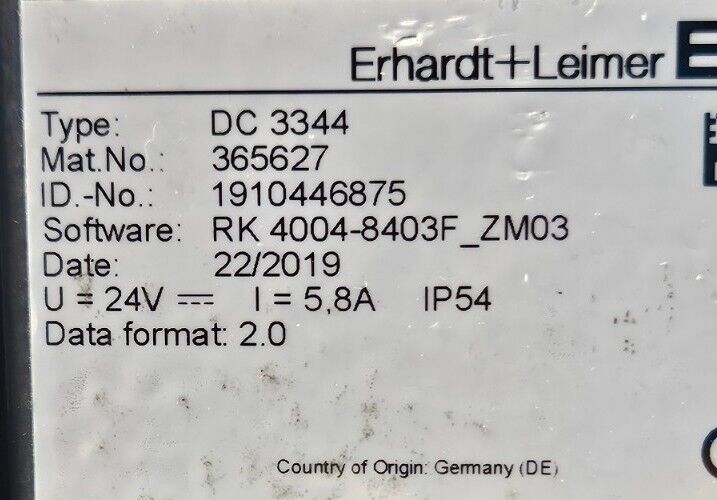 Erhardt+Leimer
Type: DC 3344
Mat.No.: 365627
ID.-No.: 1910446875
Software: RK 4004-8403F_ZM03
Date: 22/2019
U = 24V ⎓ I = 5,8A IP54
Data format: 2.0
Country of Origin: Germany (DE)